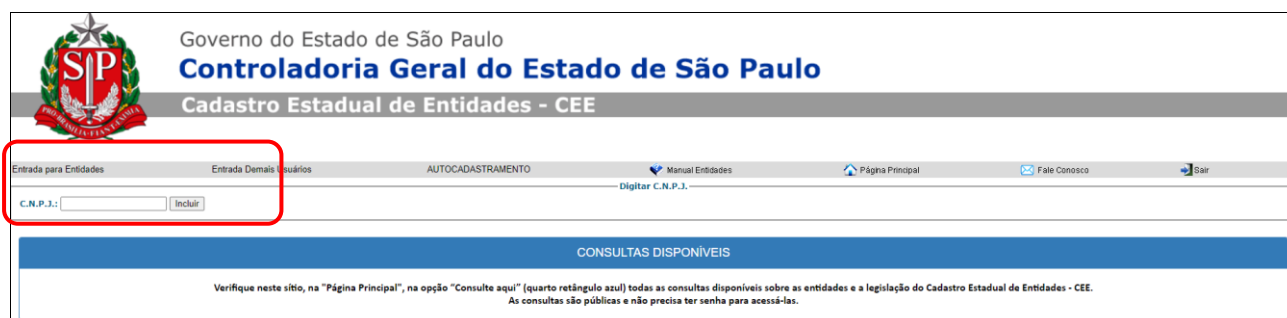 Governo do Estado de São Paulo
Controladoria Geral do Estado de São Paulo
Cadastro Estadual de Entidades - CEE
SP
PRO·BRASILIA·FIANT·EXIMIA
Entrada para Entidades Entrada Demais Usuários AUTOCADASTRAMENTO Manual Entidades Página Principal Fale Conosco Sair
Digitar C.N.P.J.
C.N.P.J.: Incluir
CONSULTAS DISPONÍVEIS
Verifique neste sítio, na "Página Principal", na opção "Consulte aqui" (quarto retângulo azul) todas as consultas disponíveis sobre as entidades e a legislação do Cadastro Estadual de Entidades - CEE.
As consultas são públicas e não precisa ter senha para acessá-las.